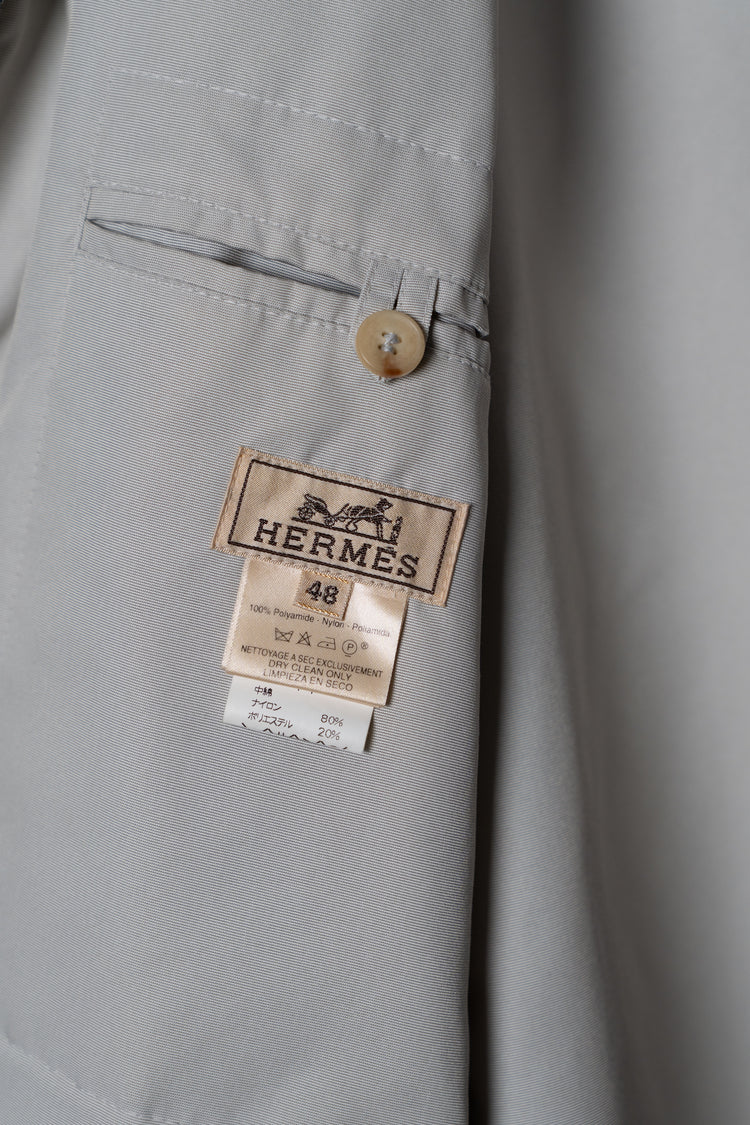 HERMĒS
48
100% Polyamide - Nylon - Poliamida
P ®
NETTOYAGE A SEC EXCLUSIVEMENT
DRY CLEAN ONLY
LIMPIEZA EN SECO
中綿
ナイロン 80%
ポリエステル 20%